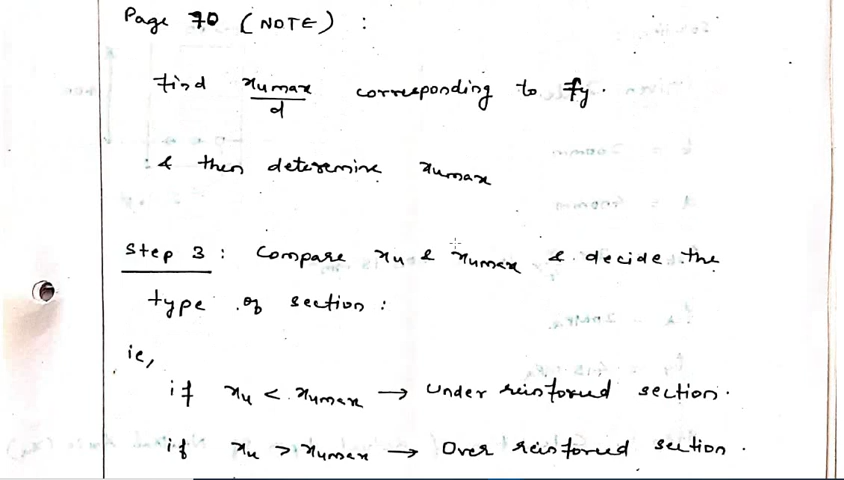 Page 70 (NOTE) :
Find xumax/d corresponding to fy.
& then determine xumax
Step 3 : Compare xu & xumax & decide the
type of section :
ie,
if xu < xumax → Under reinforced section.
if xu > xumax → Over reinforced section.